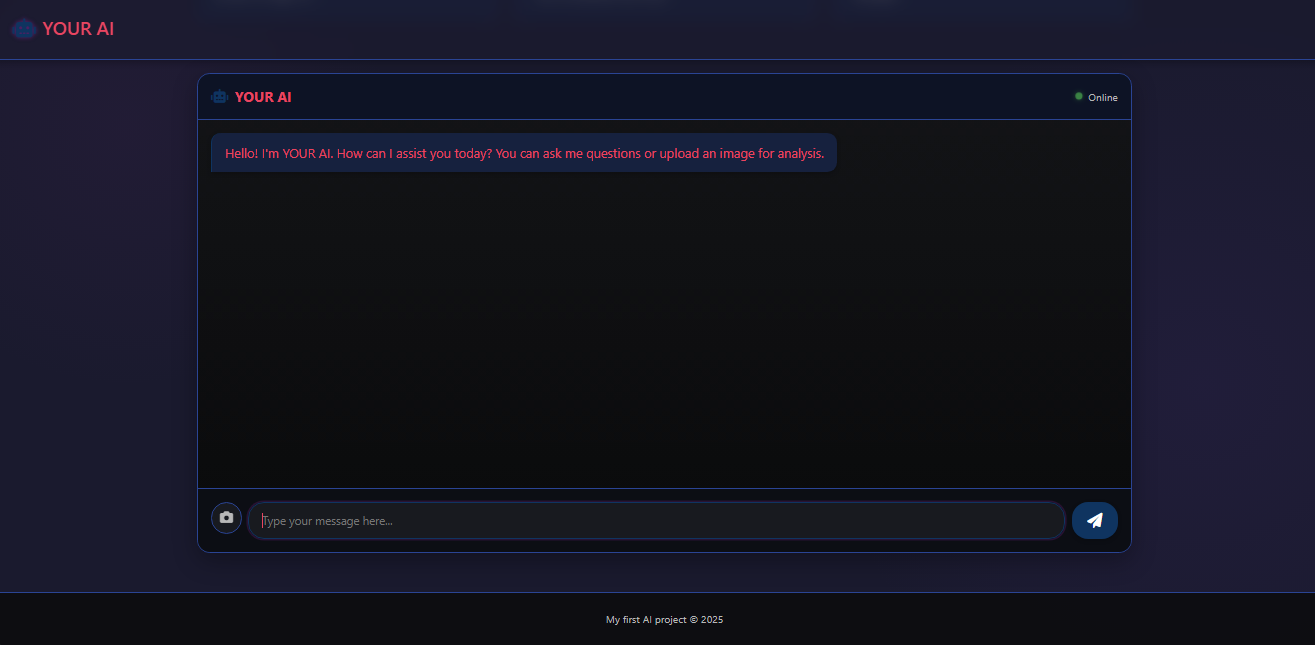 YOUR AI
YOUR AI
Online
Hello! I'm YOUR AI. How can I assist you today? You can ask me questions or upload an image for analysis.
Type your message here...
My first AI project © 2025